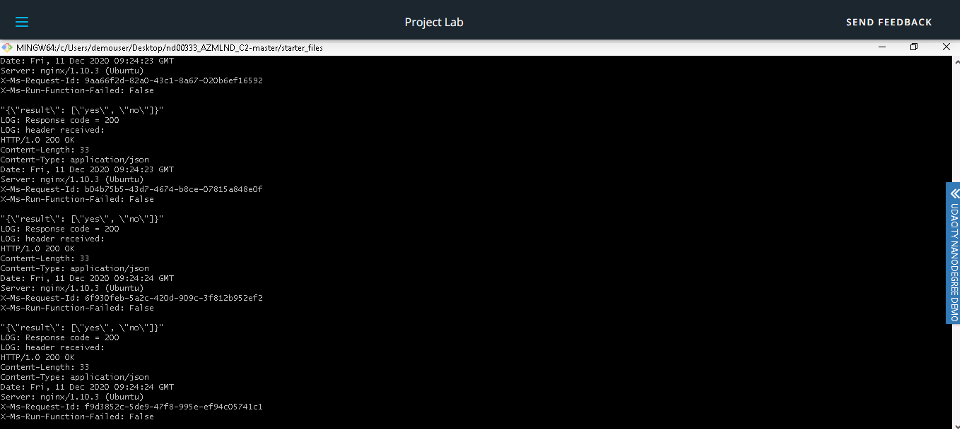 Project Lab
SEND FEEDBACK
MINGW64:/c/Users/demouser/Desktop/nd00333_AZMLND_C2-master/starter_files
Date: Fri, 11 Dec 2020 09:24:23 GMT
Server: nginx/1.10.3 (Ubuntu)
X-Ms-Request-Id: 9aa66f2d-82a0-43c1-8a67-020b6ef16592
X-Ms-Run-Function-Failed: False
"{\"result\": [\"yes\", \"no\"]}"
LOG: Response code = 200
LOG: header received:
HTTP/1.0 200 OK
Content-Length: 33
Content-Type: application/json
Date: Fri, 11 Dec 2020 09:24:23 GMT
Server: nginx/1.10.3 (Ubuntu)
X-Ms-Request-Id: b04b75b5-43d7-4674-b8ce-07815a848e0f
X-Ms-Run-Function-Failed: False
"{\"result\": [\"yes\", \"no\"]}"
LOG: Response code = 200
LOG: header received:
HTTP/1.0 200 OK
Content-Length: 33
Content-Type: application/json
Date: Fri, 11 Dec 2020 09:24:24 GMT
Server: nginx/1.10.3 (Ubuntu)
X-Ms-Request-Id: 6f930feb-5a2c-420d-909c-3f812b952ef2
X-Ms-Run-Function-Failed: False
"{\"result\": [\"yes\", \"no\"]}"
LOG: Response code = 200
LOG: header received:
HTTP/1.0 200 OK
Content-Length: 33
Content-Type: application/json
Date: Fri, 11 Dec 2020 09:24:24 GMT
Server: nginx/1.10.3 (Ubuntu)
X-Ms-Request-Id: f9d3852c-5de9-47f8-995e-ef94c05741c1
X-Ms-Run-Function-Failed: False
UDACITY NANODEGREE DEMO